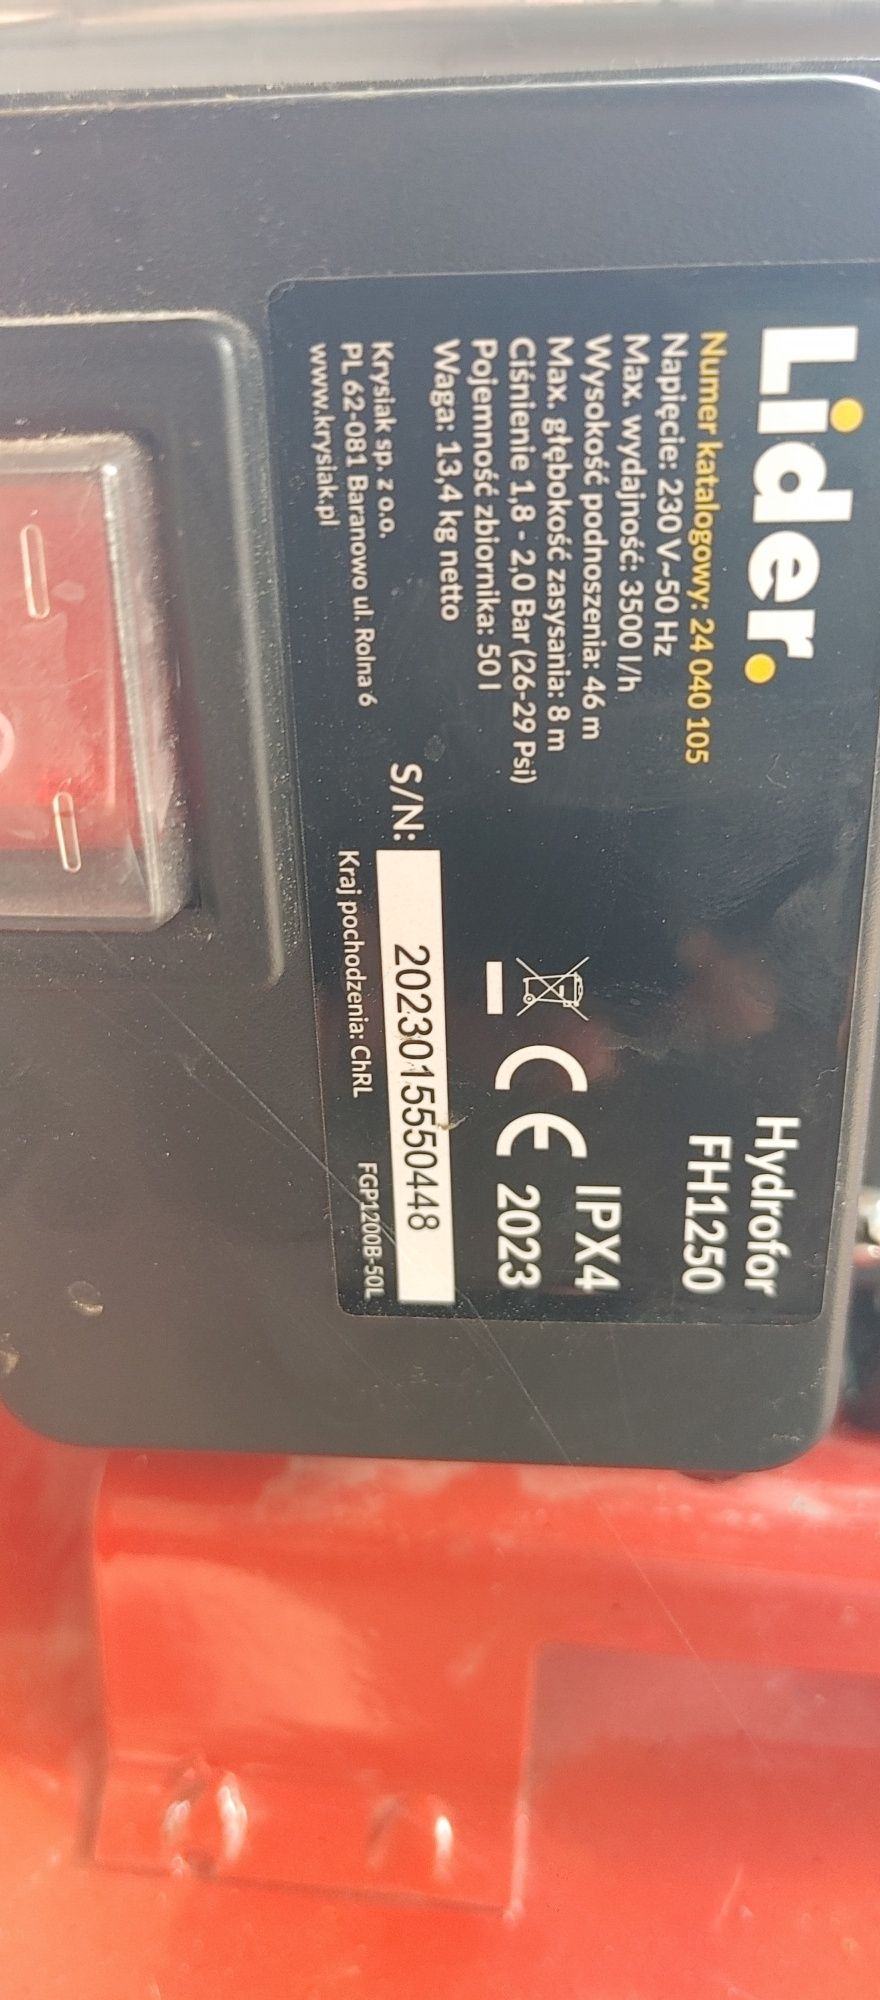 Lider.
Hydrofor
FH1250
Numer katalogowy: 24 040 105
Napięcie: 230 V~50 Hz
Max. wydajność: 3500 l/h
Wysokość podnoszenia: 46 m
Max. głębokość zasysania: 8 m
Ciśnienie 1,8 - 2,0 Bar (26-29 Psi)
Pojemność zbiornika: 50 l
Waga: 13,4 kg netto
IPX4
CE 2023
S/N: 2023015550448
Krysiak sp. z o.o.
PL 62-081 Baranowo ul. Rolna 6
www.krysiak.pl
Kraj pochodzenia: ChRL
FGP1200B-50L